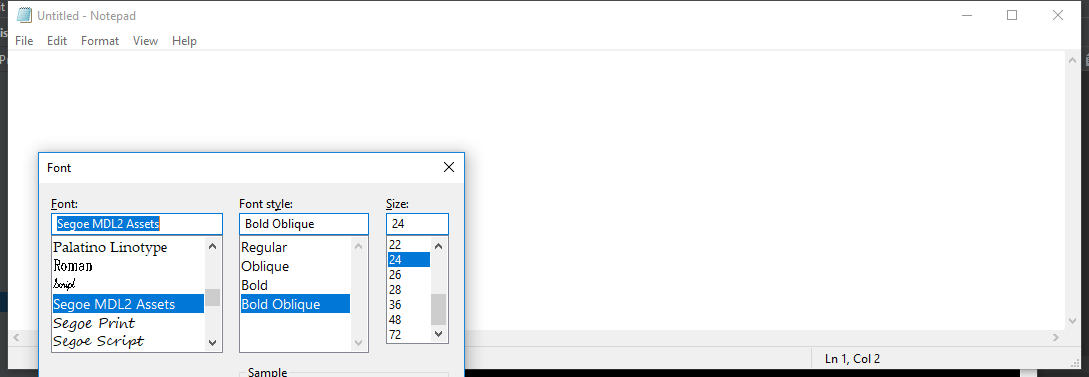 Untitled - Notepad
File Edit Format View Help
Font
Font: Font style: Size:
Segoe MDL2 Assets Bold Oblique 24
Palatino Linotype Regular 22
Roman Oblique 24
Script Bold 26
Segoe MDL2 Assets Bold Oblique 28
Segoe Print 36
Segoe Script 48
72
Sample
Ln 1, Col 2